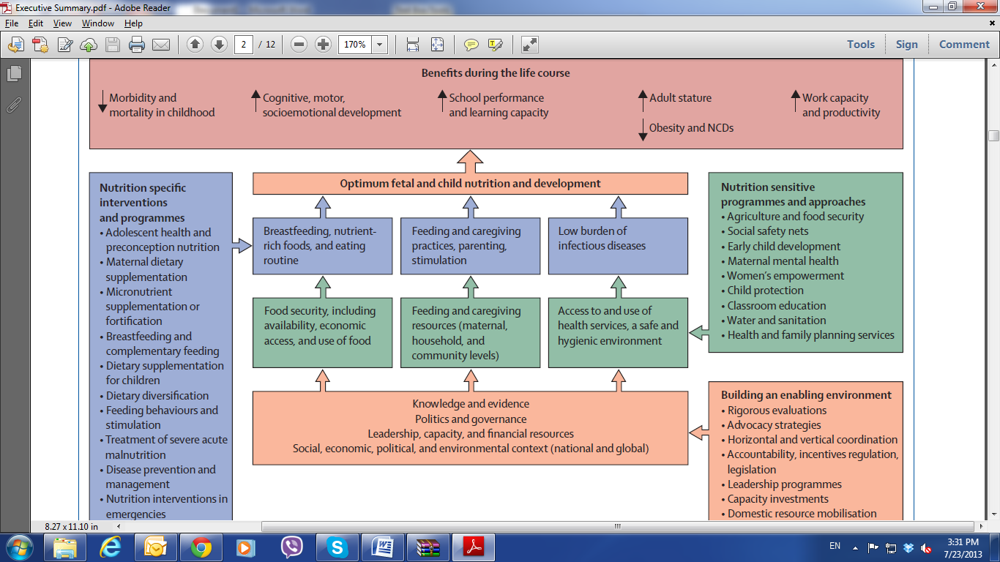 Executive Summary.pdf - Adobe Reader
File Edit View Window Help
2 / 12 170% Tools Sign Comment
Benefits during the life course
Morbidity and
mortality in childhood
Cognitive, motor,
socioemotional development
School performance
and learning capacity
Adult stature
Obesity and NCDs
Work capacity
and productivity
Nutrition specific
interventions
and programmes
• Adolescent health and
preconception nutrition
• Maternal dietary
supplementation
• Micronutrient
supplementation or
fortification
• Breastfeeding and
complementary feeding
• Dietary supplementation
for children
• Dietary diversification
• Feeding behaviours and
stimulation
• Treatment of severe acute
malnutrition
• Disease prevention and
management
• Nutrition interventions in
emergencies
Optimum fetal and child nutrition and development
Breastfeeding, nutrient-
rich foods, and eating
routine
Feeding and caregiving
practices, parenting,
stimulation
Low burden of
infectious diseases
Food security, including
availability, economic
access, and use of food
Feeding and caregiving
resources (maternal,
household, and
community levels)
Access to and use of
health services, a safe and
hygienic environment
Knowledge and evidence
Politics and governance
Leadership, capacity, and financial resources
Social, economic, political, and environmental context (national and global)
Nutrition sensitive
programmes and approaches
• Agriculture and food security
• Social safety nets
• Early child development
• Maternal mental health
• Women's empowerment
• Child protection
• Classroom education
• Water and sanitation
• Health and family planning services
Building an enabling environment
• Rigorous evaluations
• Advocacy strategies
• Horizontal and vertical coordination
• Accountability, incentives regulation,
legislation
• Leadership programmes
• Capacity investments
• Domestic resource mobilisation
8.27 x 11.10 in
EN
3:31 PM
7/23/2013